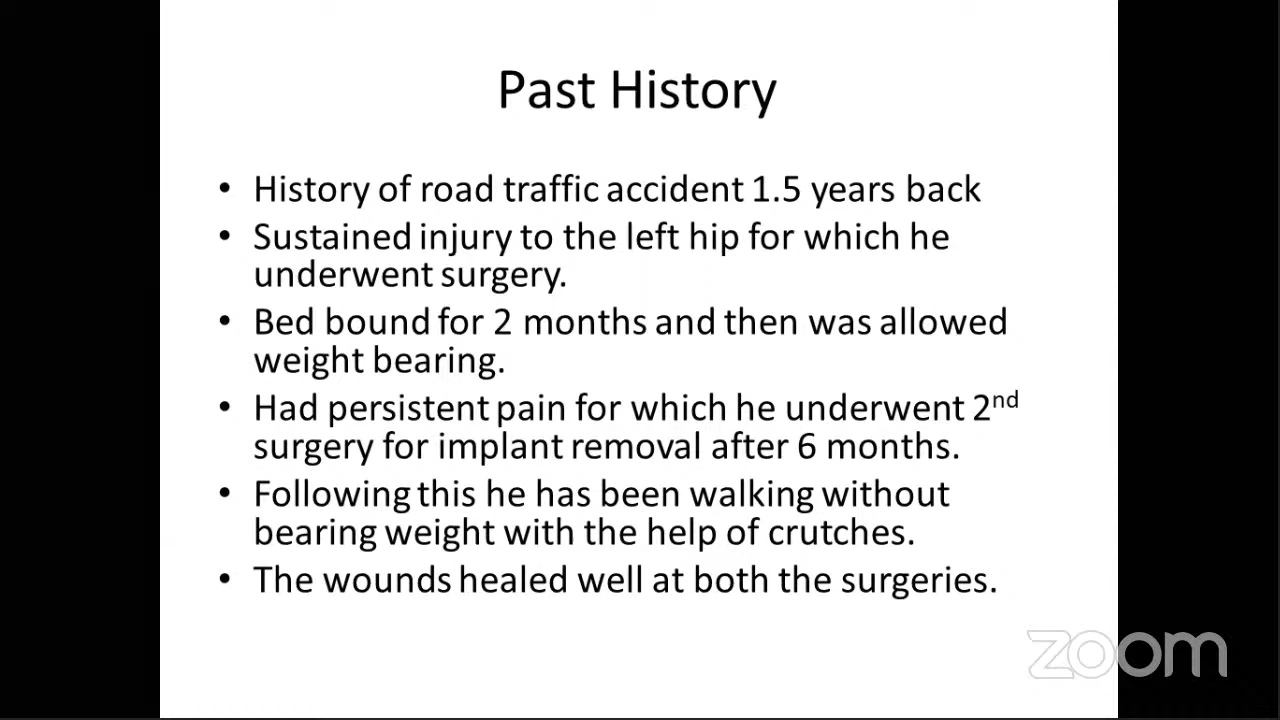 Past History
• History of road traffic accident 1.5 years back
• Sustained injury to the left hip for which he
underwent surgery.
• Bed bound for 2 months and then was allowed
weight bearing.
• Had persistent pain for which he underwent 2nd
surgery for implant removal after 6 months.
• Following this he has been walking without
bearing weight with the help of crutches.
• The wounds healed well at both the surgeries.
zoom